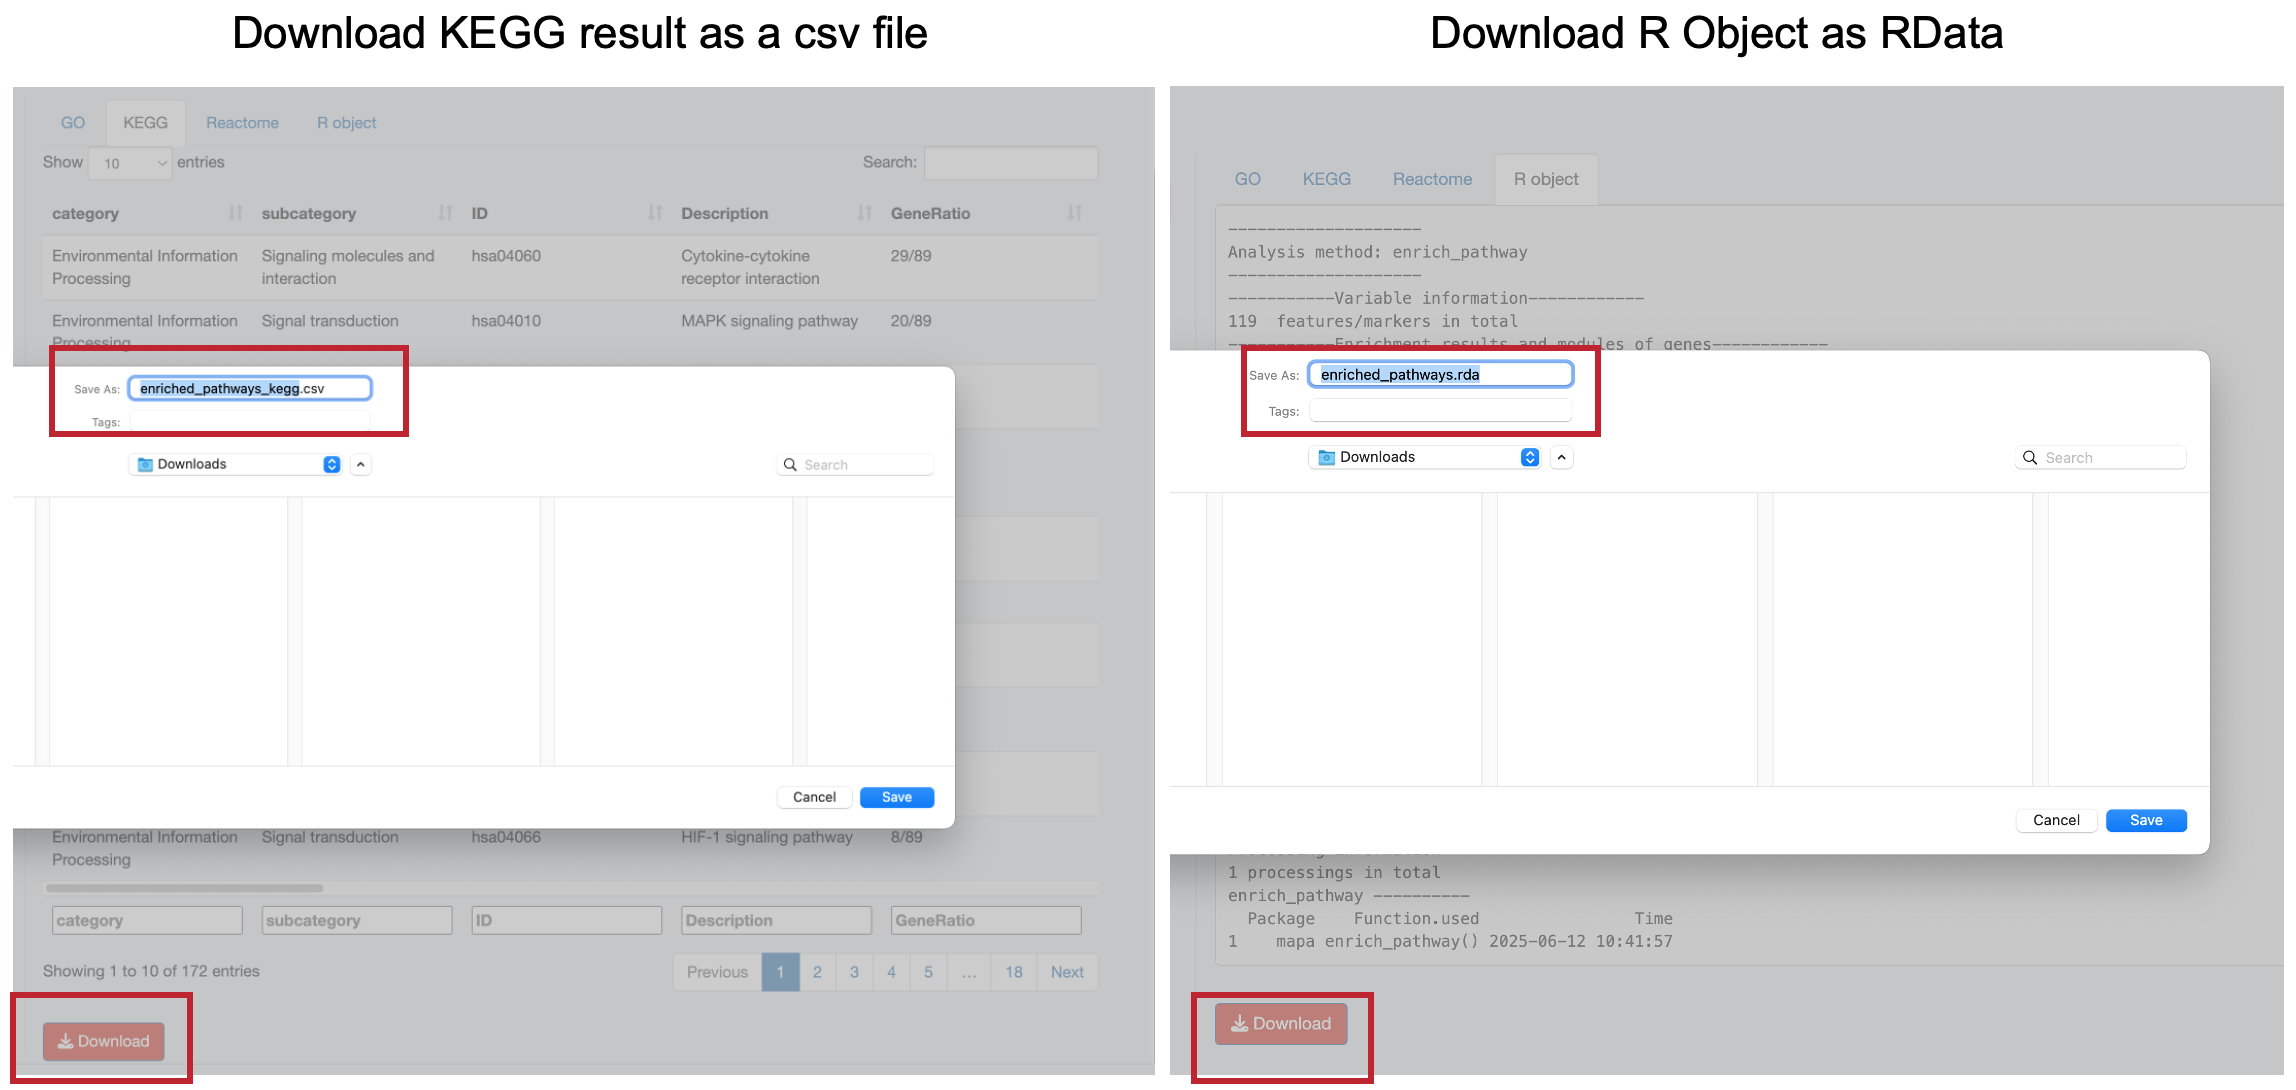 Download KEGG result as a csv file
GO KEGG Reactome R object
Show 10 entries Search:
category subcategory ID Description GeneRatio
Environmental Information Signaling molecules and hsa04060 Cytokine-cytokine 29/89
Processing interaction receptor interaction
Environmental Information Signal transduction hsa04010 MAPK signaling pathway 20/89
Processing
Save As: enriched_pathways_kegg.csv
Tags:
Downloads Search
Cancel Save
Environmental Information Signal transduction hsa04066 HIF-1 signaling pathway 8/89
Processing
category subcategory ID Description GeneRatio
Showing 1 to 10 of 172 entries Previous 1 2 3 4 5 ... 18 Next
Download
Download R Object as RData
GO KEGG Reactome R object
--------------------
Analysis method: enrich_pathway
--------------------
-----------Variable information------------
119 features/markers in total
-----------Enrichment results and modules of genes------------
Save As: enriched_pathways.rda
Tags:
Downloads Search
Cancel Save
1 processings in total
enrich_pathway ----------
Package Function.used Time
1 mapa enrich_pathway() 2025-06-12 10:41:57
Download